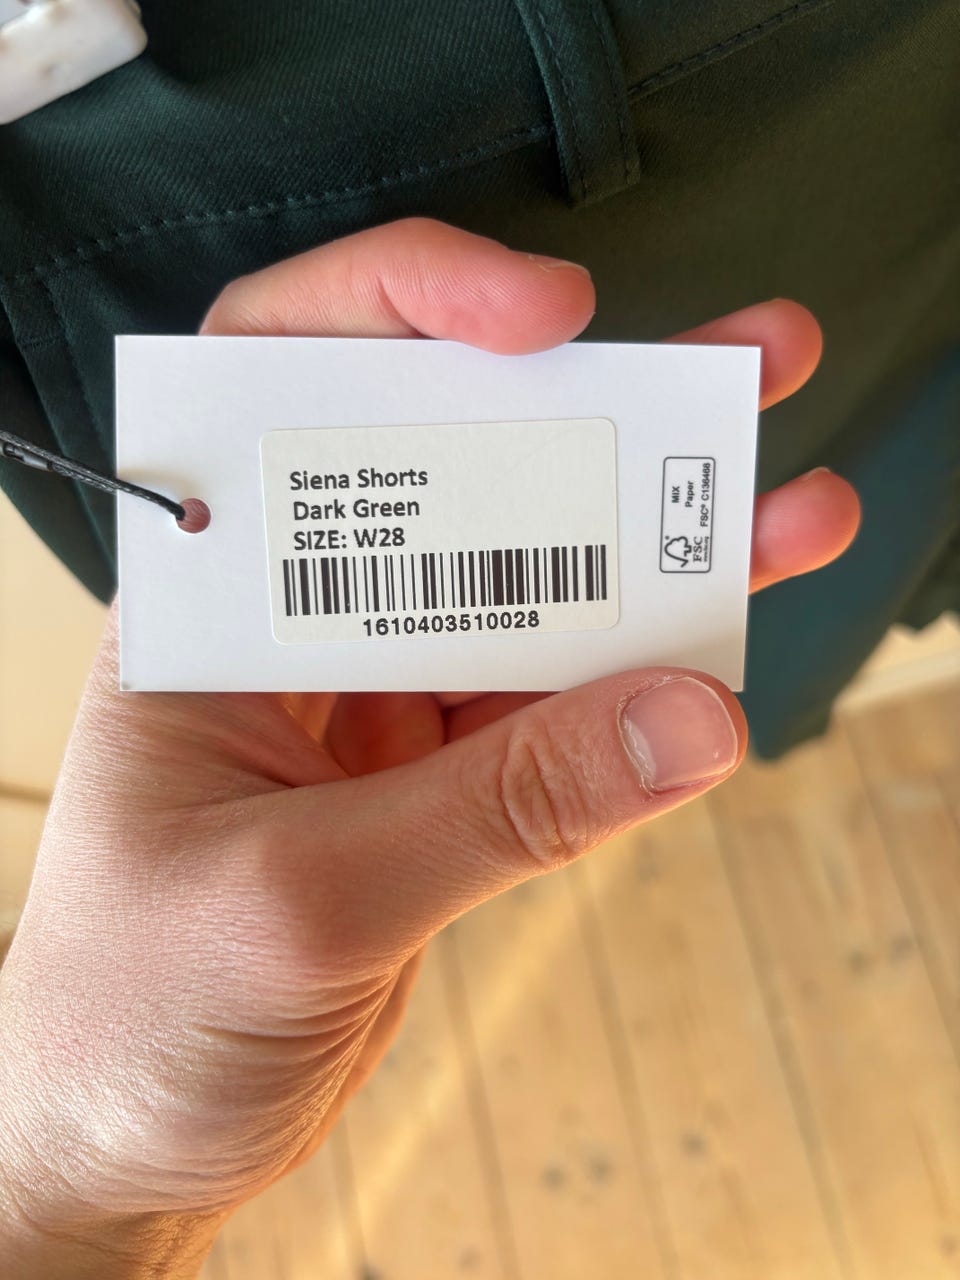 Siena Shorts
Dark Green
SIZE: W28
1610403510028
MIX
Paper
FSC® C136468
FSC